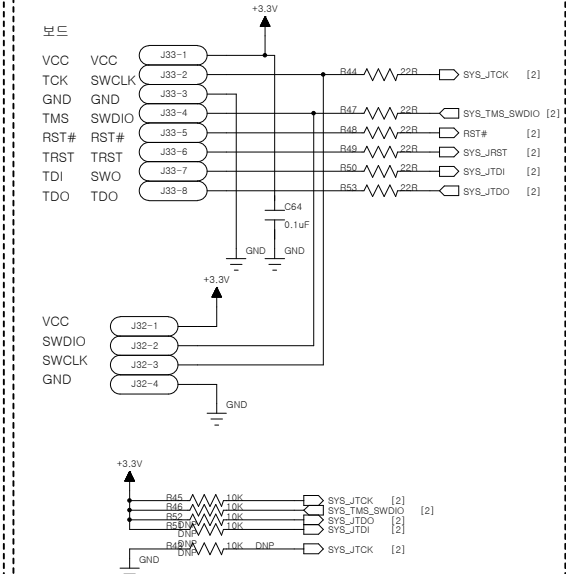 +3.3V
보드
VCC VCC J33-1
TCK SWCLK J33-2 R44 22R SYS_JTCK [2]
GND GND J33-3
TMS SWDIO J33-4 R47 22R SYS_TMS_SWDIO [2]
RST# RST# J33-5 R48 22R RST# [2]
TRST TRST J33-6 R49 22R SYS_JRST [2]
TDI SWO J33-7 R50 22R SYS_JTDI [2]
TDO TDO J33-8 R53 22R SYS_JTDO [2]
C64
0.1uF
GND GND
+3.3V
VCC J32-1
SWDIO J32-2
SWCLK J32-3
GND J32-4
GND
+3.3V
R45 10K SYS_JTCK [2]
R46 10K SYS_TMS_SWDIO [2]
R52 10K SYS_JTDO [2]
R51 DNP 10K SYS_JTDI [2]
DNP
DNP 10K DNP SYS_JTCK [2]
DNP
GND